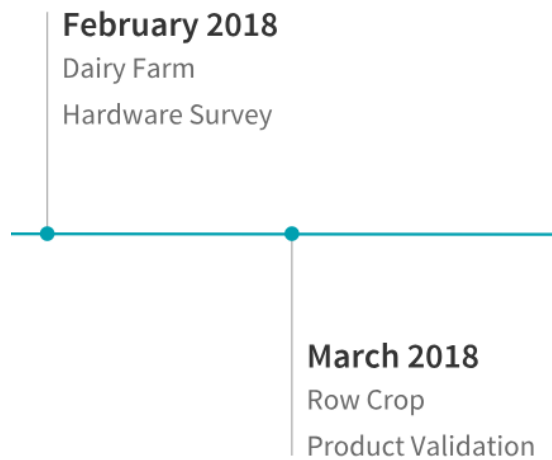 February 2018
Dairy Farm
Hardware Survey
March 2018
Row Crop
Product Validation